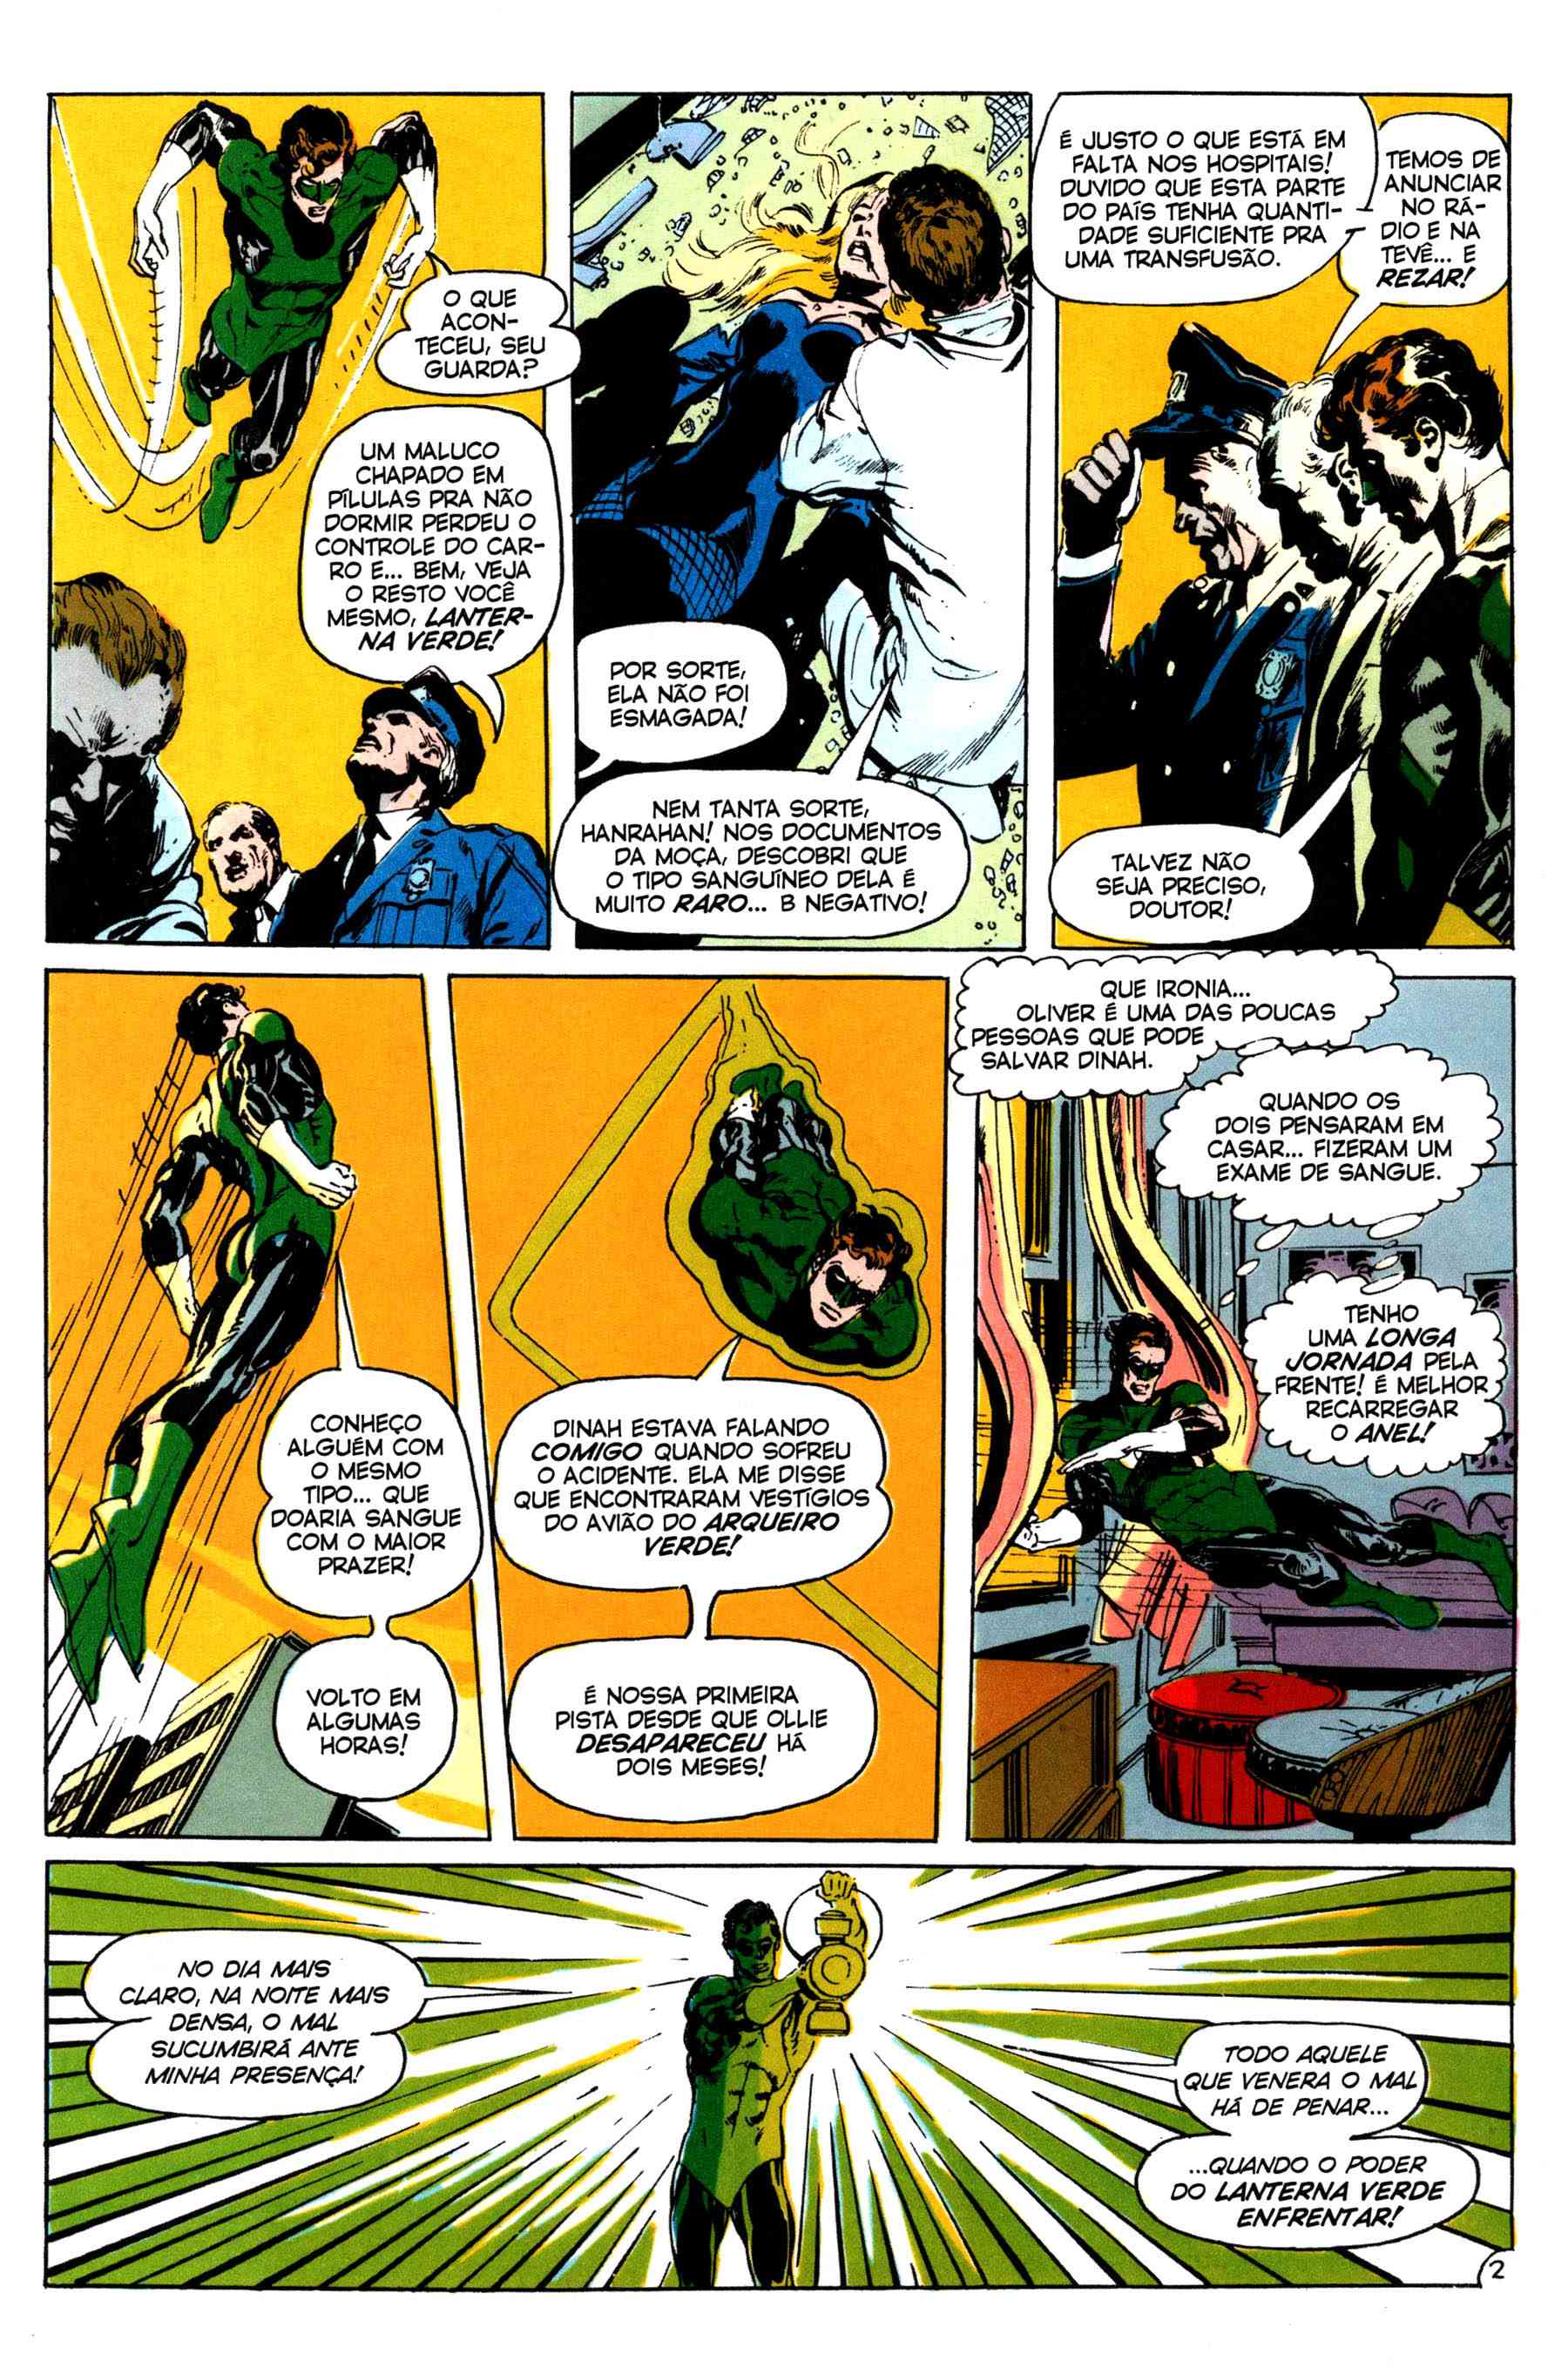 O QUE
ACON-
TECEU, SEU
GUARDA?
UM MALUCO
CHAPADO EM
PÍLULAS PRA NÃO
DORMIR PERDEU O
CONTROLE DO CAR-
RO E... BEM, VEJA
O RESTO VOCÊ
MESMO, LANTER-
NA VERDE!
POR SORTE,
ELA NÃO FOI
ESMAGADA!
NEM TANTA SORTE,
HANRAHAN! NOS DOCUMENTOS
DA MOÇA, DESCOBRI QUE
O TIPO SANGUÍNEO DELA É
MUITO RARO... B NEGATIVO!
É JUSTO O QUE ESTÁ EM
FALTA NOS HOSPITAIS!
DUVIDO QUE ESTA PARTE
DO PAÍS TENHA QUANTI-
DADE SUFICIENTE PRA
UMA TRANSFUSÃO.
TEMOS DE
ANUNCIAR
NO RÁ-
DIO E NA
TEVÊ... E
REZAR!
TALVEZ NÃO
SEJA PRECISO,
DOUTOR!
CONHEÇO
ALGUÉM COM
O MESMO
TIPO... QUE
DOARIA SANGUE
COM O MAIOR
PRAZER!
VOLTO EM
ALGUMAS
HORAS!
DINAH ESTAVA FALANDO
COMIGO QUANDO SOFREU
O ACIDENTE. ELA ME DISSE
QUE ENCONTRARAM VESTÍGIOS
DO AVIÃO DO ARQUEIRO
VERDE!
É NOSSA PRIMEIRA
PISTA DESDE QUE OLLIE
DESAPARECEU HÁ
DOIS MESES!
QUE IRONIA...
OLIVER É UMA DAS POUCAS
PESSOAS QUE PODE
SALVAR DINAH.
QUANDO OS
DOIS PENSARAM EM
CASAR... FIZERAM UM
EXAME DE SANGUE.
TENHO
UMA LONGA
JORNADA PELA
FRENTE! É MELHOR
RECARREGAR
O ANEL!
NO DIA MAIS
CLARO, NA NOITE MAIS
DENSA, O MAL
SUCUMBIRÁ ANTE
MINHA PRESENÇA!
TODO AQUELE
QUE VENERA O MAL
HÁ DE PENAR...
...QUANDO O PODER
DO LANTERNA VERDE
ENFRENTAR!
2